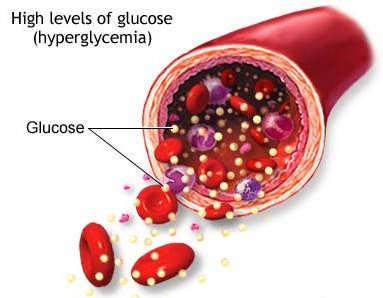 High levels of glucose
(hyperglycemia)
Glucose